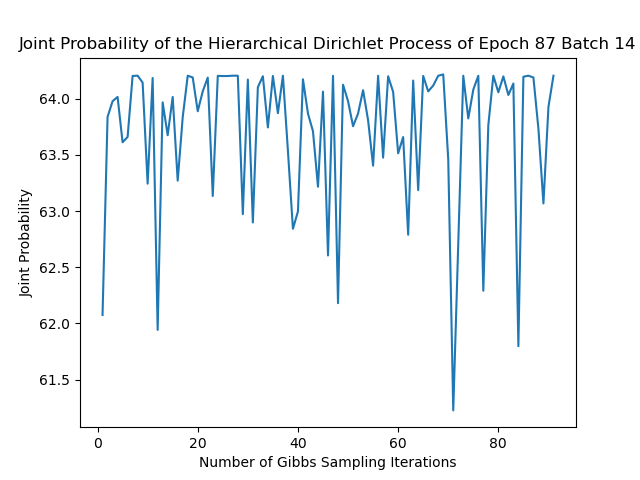 Joint Probability of the Hierarchical Dirichlet Process of Epoch 87 Batch 14
Joint Probability
64.0
63.5
63.0
62.5
62.0
61.5
0 20 40 60 80
Number of Gibbs Sampling Iterations